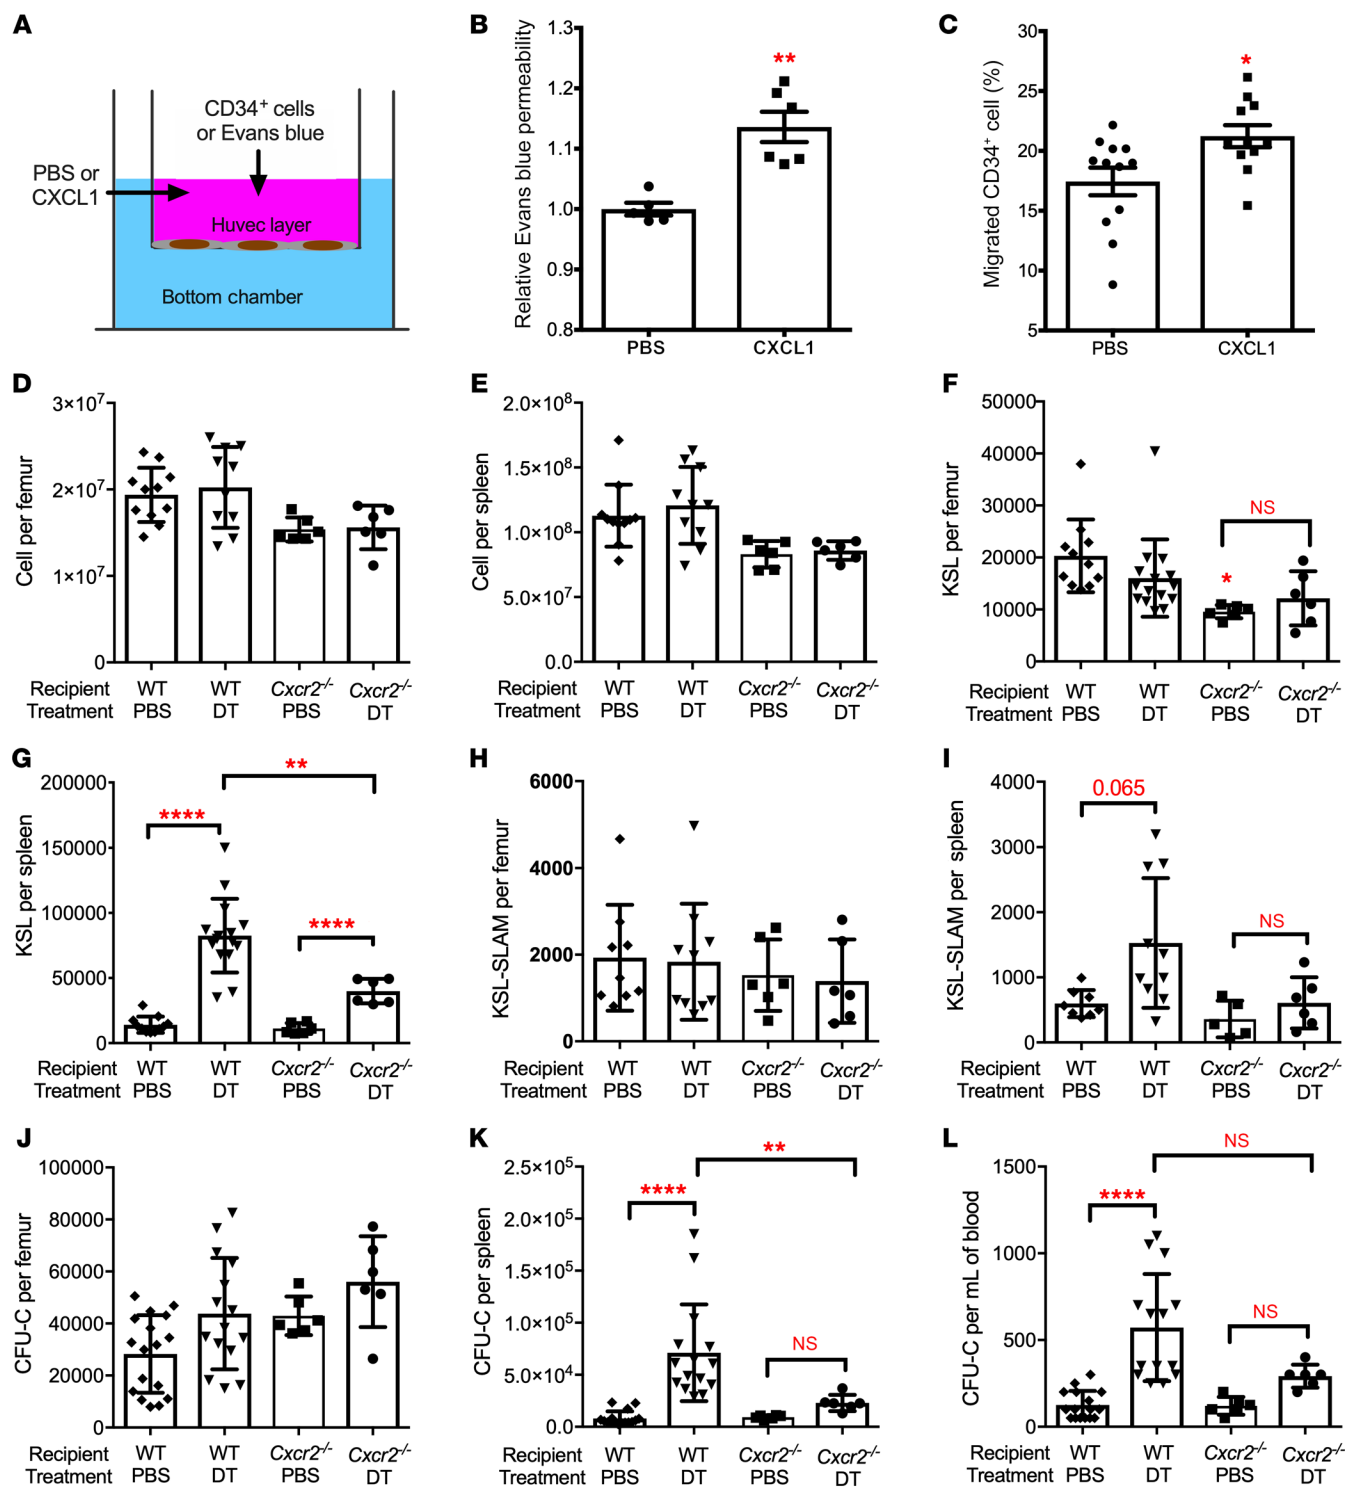 A
CD34⁺ cells
or Evans blue
PBS or
CXCL1
Huvec layer
Bottom chamber
B
Relative Evans blue permeability
1.3
1.2
1.1
1.0
0.9
0.8
**
PBS CXCL1
C
Migrated CD34⁺ cell (%)
30
25
20
15
10
5
*
PBS CXCL1
D
Cell per femur
3×10⁷
2×10⁷
1×10⁷
0
Recipient WT WT Cxcr2⁻/⁻ Cxcr2⁻/⁻
Treatment PBS DT PBS DT
E
Cell per spleen
2.0×10⁸
1.5×10⁸
1.0×10⁸
5.0×10⁷
0.0
Recipient WT WT Cxcr2⁻/⁻ Cxcr2⁻/⁻
Treatment PBS DT PBS DT
F
KSL per femur
50000
40000
30000
20000
10000
0
NS
*
Recipient WT WT Cxcr2⁻/⁻ Cxcr2⁻/⁻
Treatment PBS DT PBS DT
G
KSL per spleen
200000
150000
100000
50000
0
**
****
****
Recipient WT WT Cxcr2⁻/⁻ Cxcr2⁻/⁻
Treatment PBS DT PBS DT
H
KSL-SLAM per femur
6000
4000
2000
0
Recipient WT WT Cxcr2⁻/⁻ Cxcr2⁻/⁻
Treatment PBS DT PBS DT
I
KSL-SLAM per spleen
4000
3000
2000
1000
0
0.065
NS
Recipient WT WT Cxcr2⁻/⁻ Cxcr2⁻/⁻
Treatment PBS DT PBS DT
J
CFU-C per femur
100000
80000
60000
40000
20000
0
Recipient WT WT Cxcr2⁻/⁻ Cxcr2⁻/⁻
Treatment PBS DT PBS DT
K
CFU-C per spleen
2.5×10⁵
2.0×10⁵
1.5×10⁵
1.0×10⁵
5.0×10⁴
0.0
**
****
NS
Recipient WT WT Cxcr2⁻/⁻ Cxcr2⁻/⁻
Treatment PBS DT PBS DT
L
CFU-C per mL of blood
1500
1000
500
0
NS
****
NS
Recipient WT WT Cxcr2⁻/⁻ Cxcr2⁻/⁻
Treatment PBS DT PBS DT